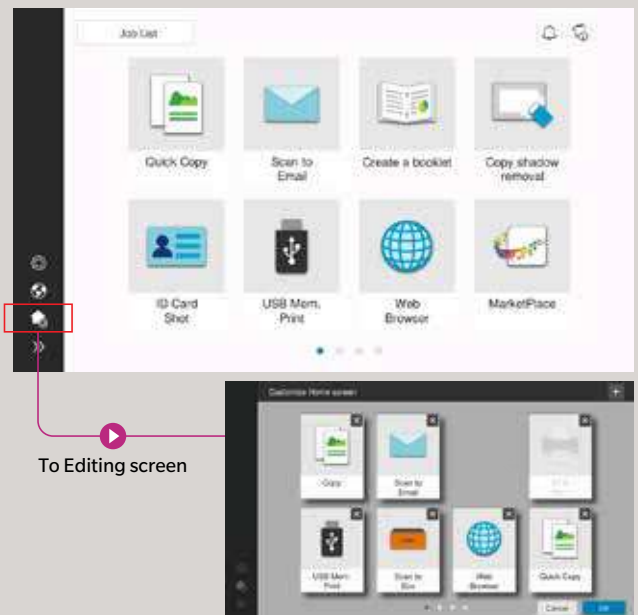 Job List
Quick Copy
Scan to
Email
Create a booklet
Copy shadow
removal
ID Card
Shot
USB Mem.
Print
Web
Browser
MarketPlace
To Editing screen
Customize Home screen
Copy
Scan to
Email
USB Mem.
Print
Scan to
Box
Web
Browser
Quick Copy
Cancel
OK